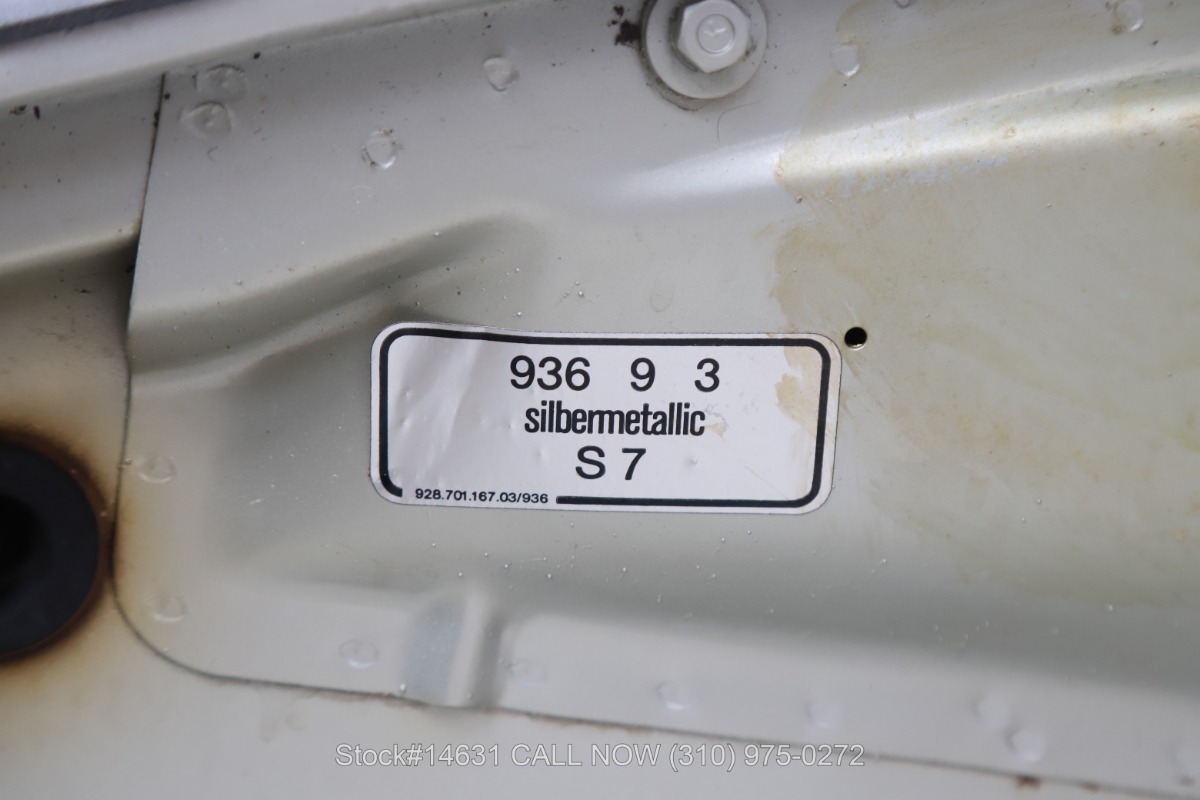 936 9 3
silbermetallic
S 7
928.701.167.03/936
Stock#14631 CALL NOW (310) 975-0272